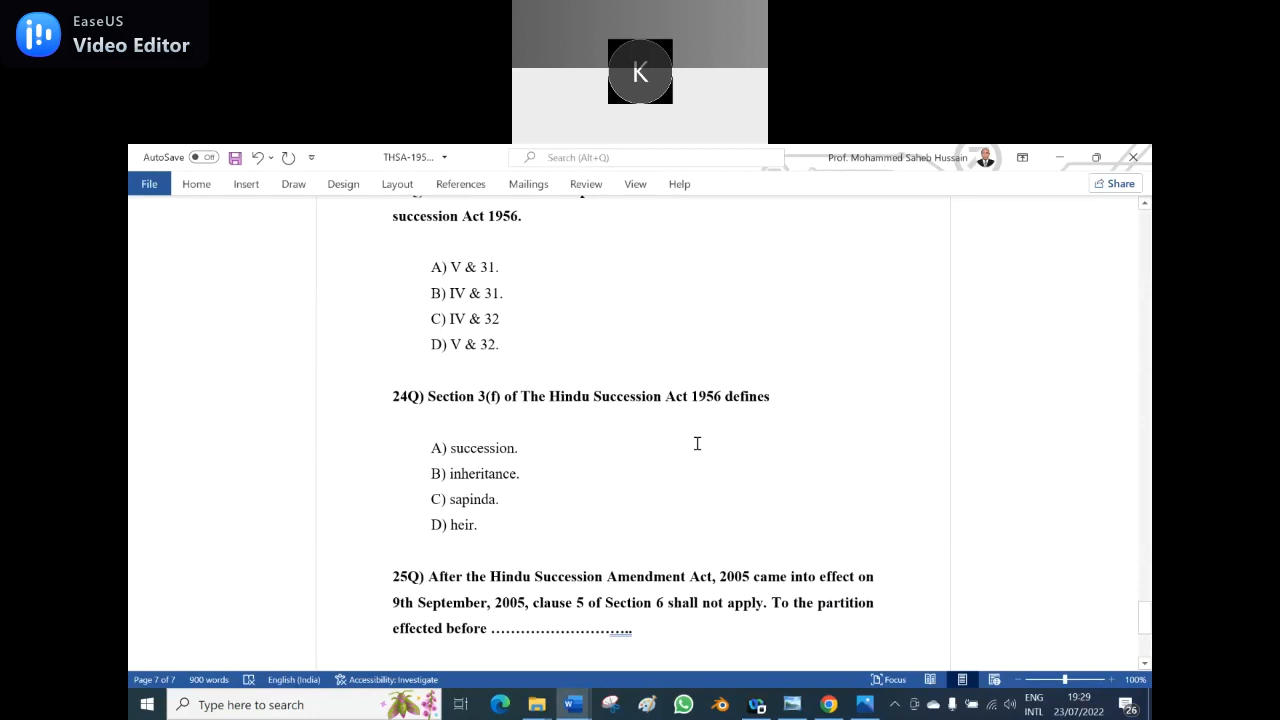 EaseUS
Video Editor
K
AutoSave Off THSA-195... Search (Alt+Q) Prof. Mohammed Saheb Hussain
File Home Insert Draw Design Layout References Mailings Review View Help Share
succession Act 1956.
A) V & 31.
B) IV & 31.
C) IV & 32
D) V & 32.
24Q) Section 3(f) of The Hindu Succession Act 1956 defines
A) succession.
B) inheritance.
C) sapinda.
D) heir.
25Q) After the Hindu Succession Amendment Act, 2005 came into effect on
9th September, 2005, clause 5 of Section 6 shall not apply. To the partition
effected before ………………………..
Page 7 of 7 900 words English (India) Accessibility: Investigate Focus 100%
Type here to search ENG 19:29
INTL 23/07/2022 26